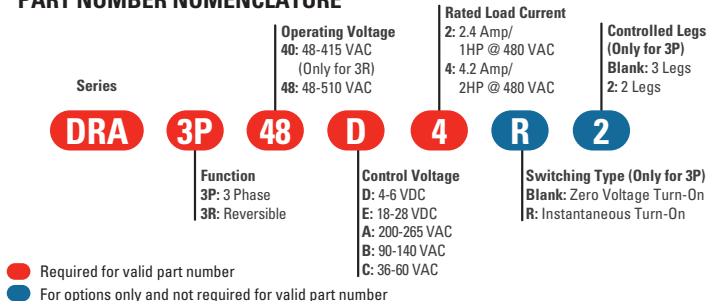 PART NUMBER NOMENCLATURE
Operating Voltage
40: 48-415 VAC
(Only for 3R)
48: 48-510 VAC
Rated Load Current
2: 2.4 Amp/
1HP @ 480 VAC
4: 4.2 Amp/
2HP @ 480 VAC
Controlled Legs
(Only for 3P)
Blank: 3 Legs
2: 2 Legs
Series
DRA 3P 48 D 4 R 2
Function
3P: 3 Phase
3R: Reversible
Control Voltage
D: 4-6 VDC
E: 18-28 VDC
A: 200-265 VAC
B: 90-140 VAC
C: 36-60 VAC
Switching Type (Only for 3P)
Blank: Zero Voltage Turn-On
R: Instantaneous Turn-On
Required for valid part number
For options only and not required for valid part number